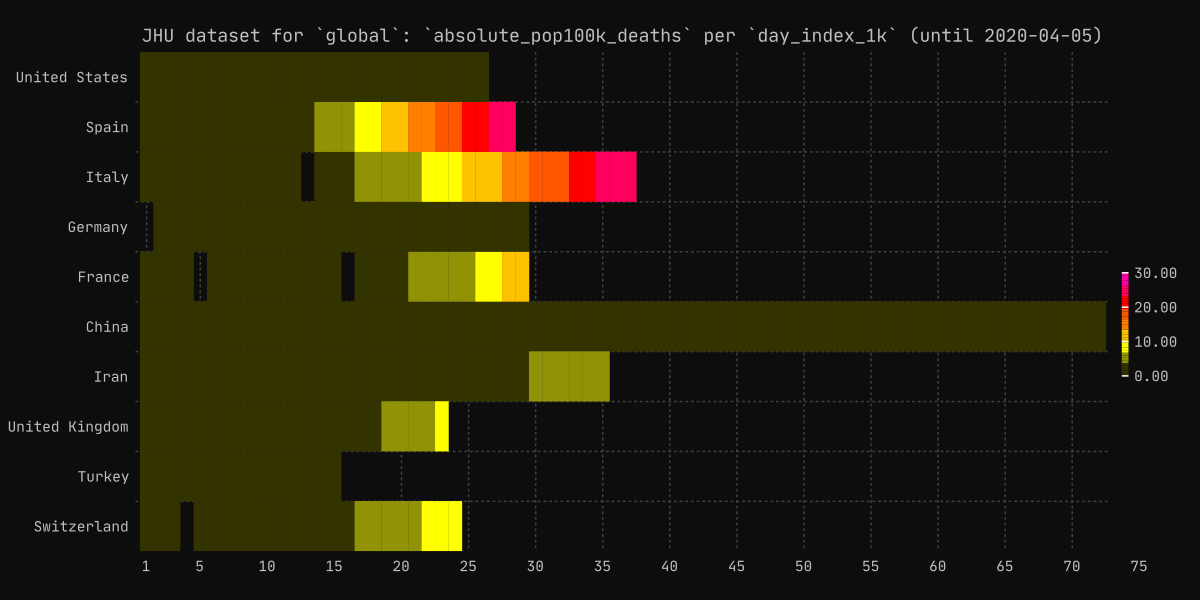 JHU dataset for `global`: `absolute_pop100k_deaths` per `day_index_1k` (until 2020-04-05)
United States
Spain
Italy
Germany
France
China
Iran
United Kingdom
Turkey
Switzerland
30.00
20.00
10.00
0.00
1 5 10 15 20 25 30 35 40 45 50 55 60 65 70 75